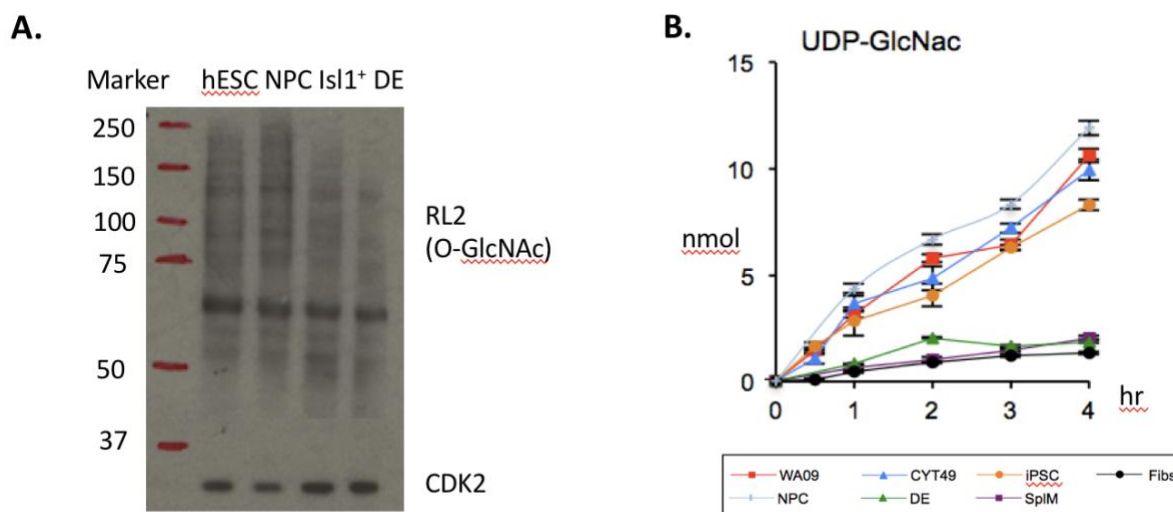 A.
Marker hESC NPC Isl1⁺ DE
250
150
100
75
50
37
RL2
(O-GlcNAc)
CDK2
B.
UDP-GlcNac
15
10
nmol
5
0
0 1 2 3 4
hr
WA09 CYT49 iPSC Fibs
NPC DE SplM